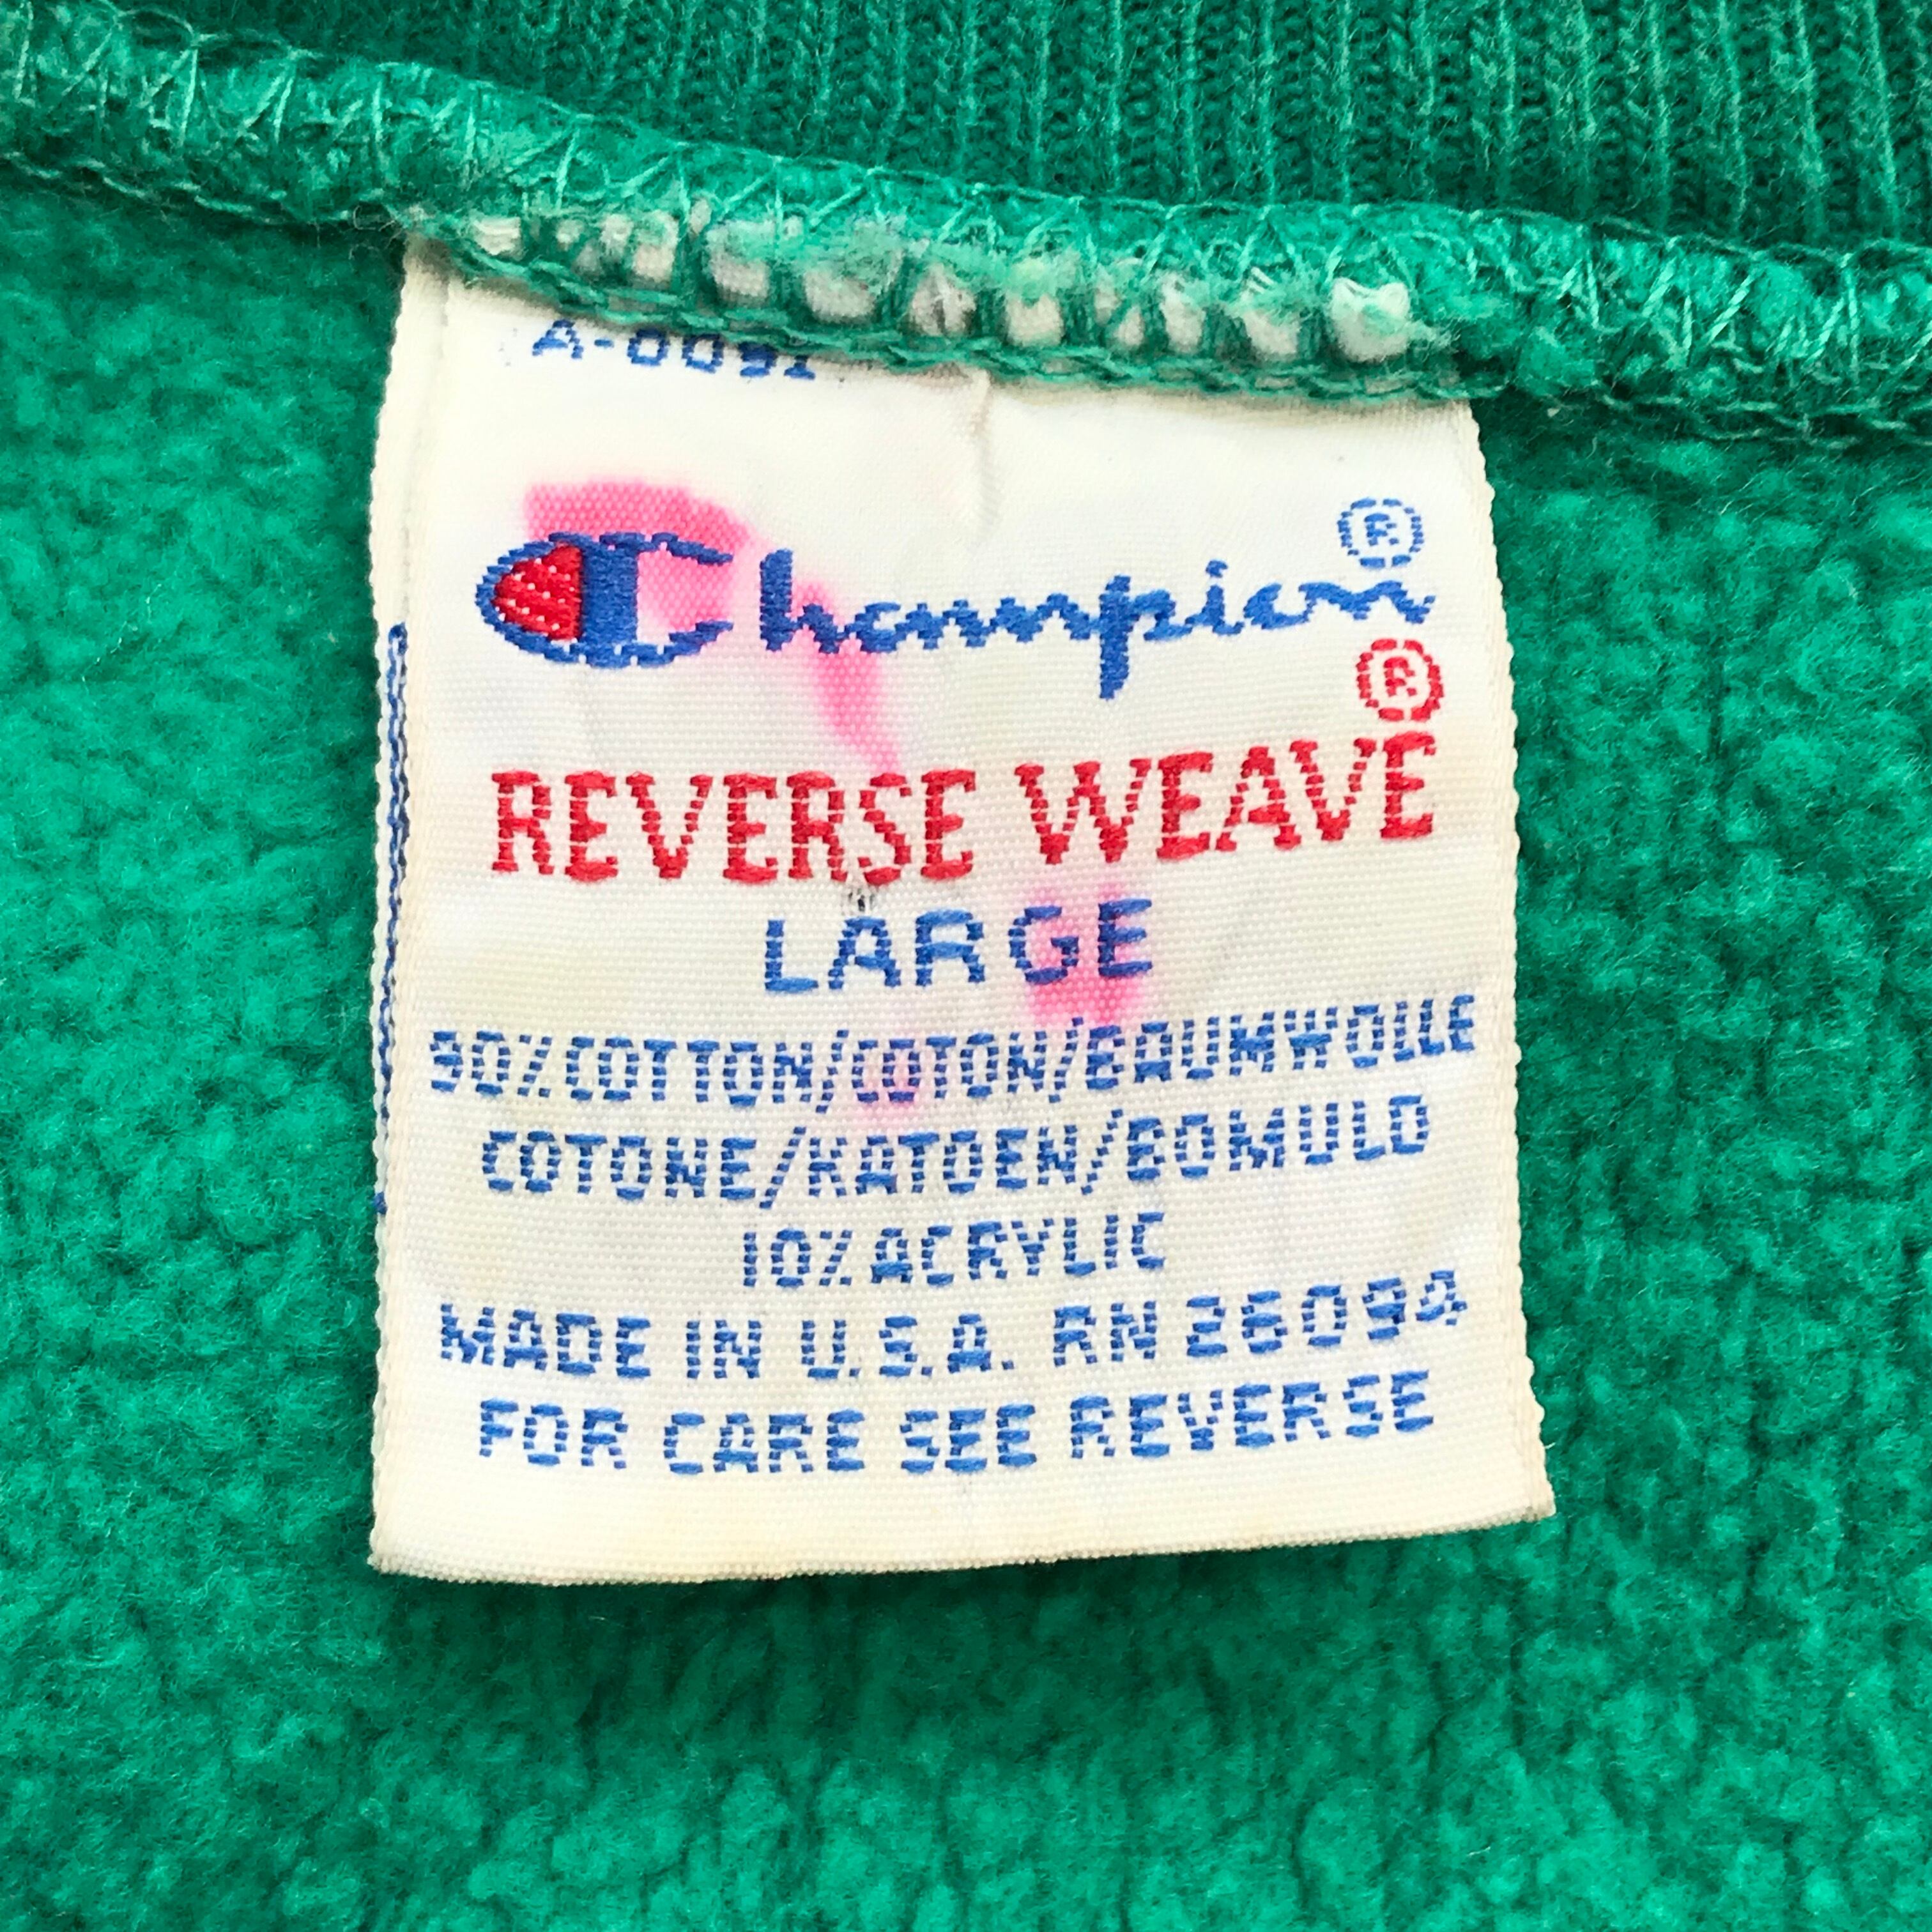 A-0091
Champion®
®
REVERSE WEAVE
LARGE
90% COTTON/COTON/BAUMWOLLE
COTONE/KATOEN/BOMULD
10% ACRYLIC
MADE IN U.S.A. RN 26094
FOR CARE SEE REVERSE